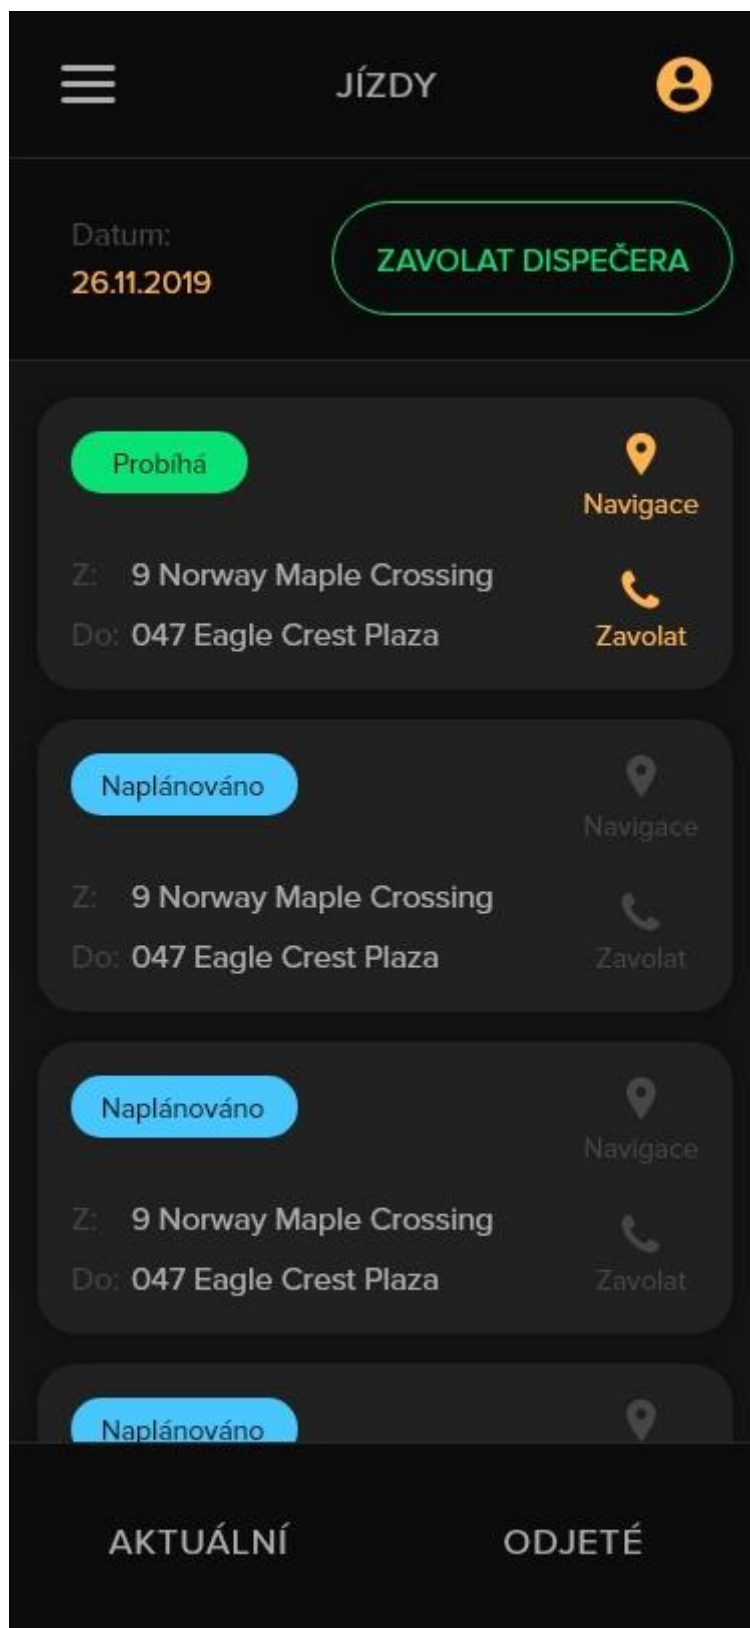 JÍZDY
Datum:
26.11.2019
ZAVOLAT DISPEČERA
Probíhá
Navigace
Z: 9 Norway Maple Crossing
Do: 047 Eagle Crest Plaza
Zavolat
Naplánováno
Navigace
Z: 9 Norway Maple Crossing
Do: 047 Eagle Crest Plaza
Zavolat
Naplánováno
Navigace
Z: 9 Norway Maple Crossing
Do: 047 Eagle Crest Plaza
Zavolat
Naplánováno
AKTUÁLNÍ
ODJETÉ